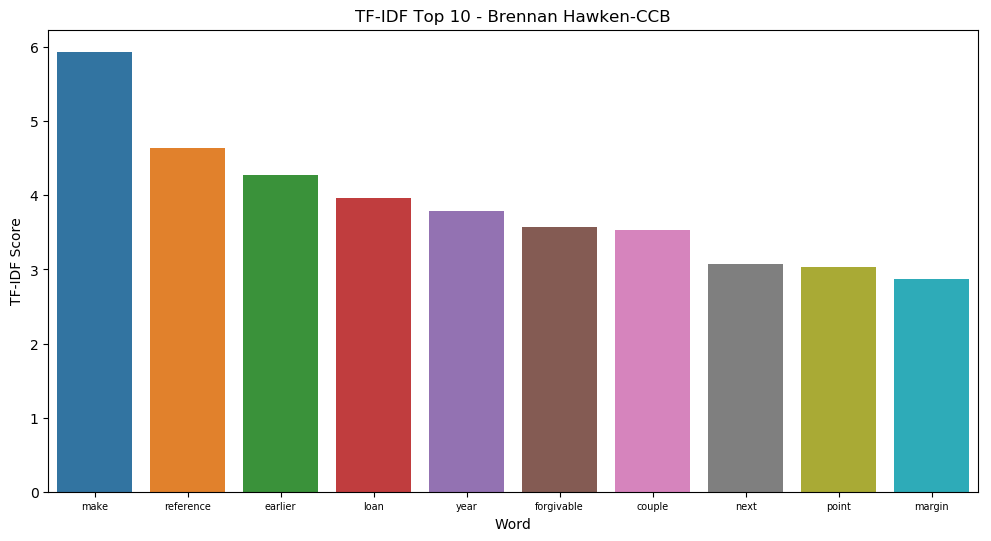 TF-IDF Top 10 - Brennan Hawken-CCB
TF-IDF Score
6
5
4
3
2
1
0
make reference earlier loan year forgivable couple next point margin
Word